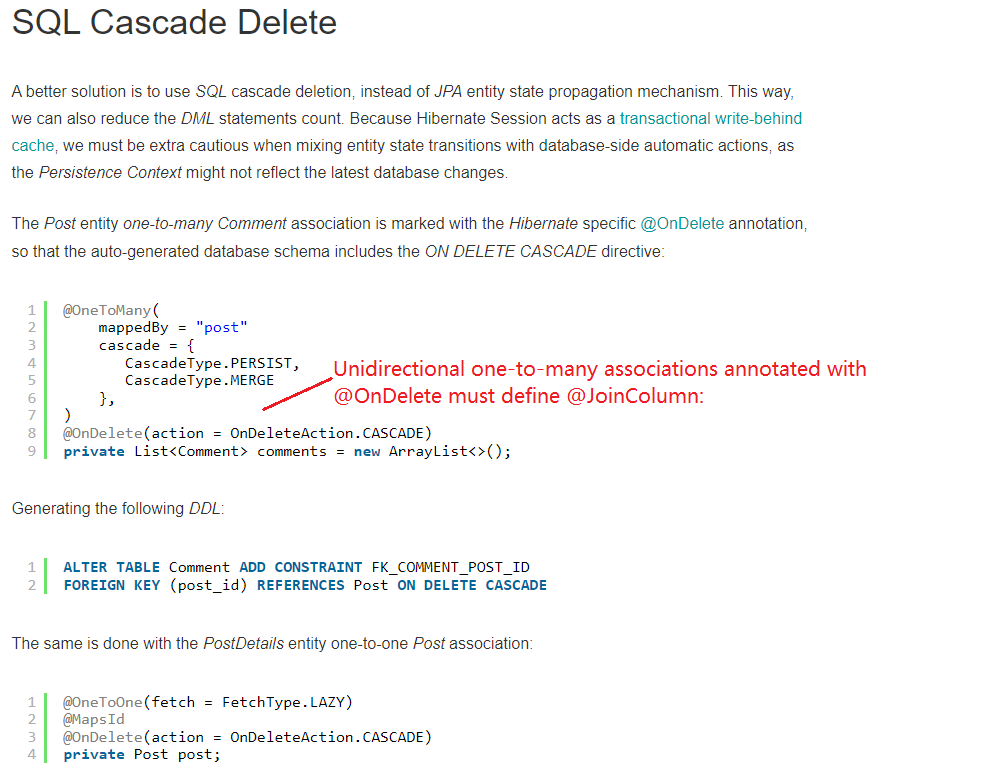 SQL Cascade Delete
A better solution is to use SQL cascade deletion, instead of JPA entity state propagation mechanism. This way,
we can also reduce the DML statements count. Because Hibernate Session acts as a transactional write-behind
cache, we must be extra cautious when mixing entity state transitions with database-side automatic actions, as
the Persistence Context might not reflect the latest database changes.
The Post entity one-to-many Comment association is marked with the Hibernate specific @OnDelete annotation,
so that the auto-generated database schema includes the ON DELETE CASCADE directive:
1 @OneToMany(
2 mappedBy = "post"
3 cascade = {
4 CascadeType.PERSIST,
5 CascadeType.MERGE
6 },
7 )
8 @OnDelete(action = OnDeleteAction.CASCADE)
9 private List<Comment> comments = new ArrayList<>();
Unidirectional one-to-many associations annotated with
@OnDelete must define @JoinColumn:
Generating the following DDL:
1 ALTER TABLE Comment ADD CONSTRAINT FK_COMMENT_POST_ID
2 FOREIGN KEY (post_id) REFERENCES Post ON DELETE CASCADE
The same is done with the PostDetails entity one-to-one Post association:
1 @OneToOne(fetch = FetchType.LAZY)
2 @MapsId
3 @OnDelete(action = OnDeleteAction.CASCADE)
4 private Post post;